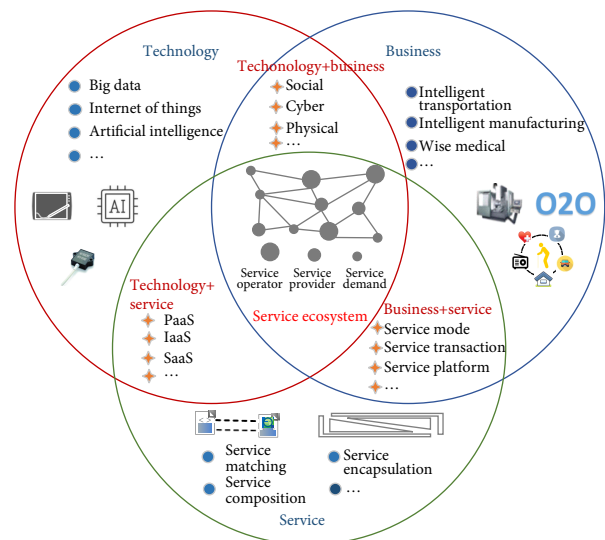 Technology
Business
Techonology+business
Big data
Internet of things
Artificial intelligence
...
Social
Cyber
Physical
...
Intelligent
transportation
Intelligent manufacturing
Wise medical
...
AI
O2O
Service
operator
Service
provider
Service
demand
Service ecosystem
Technology+
service
PaaS
IaaS
SaaS
...
Business+service
Service mode
Service transaction
Service platform
...
Service
matching
Service
composition
Service
encapsulation
...
Service